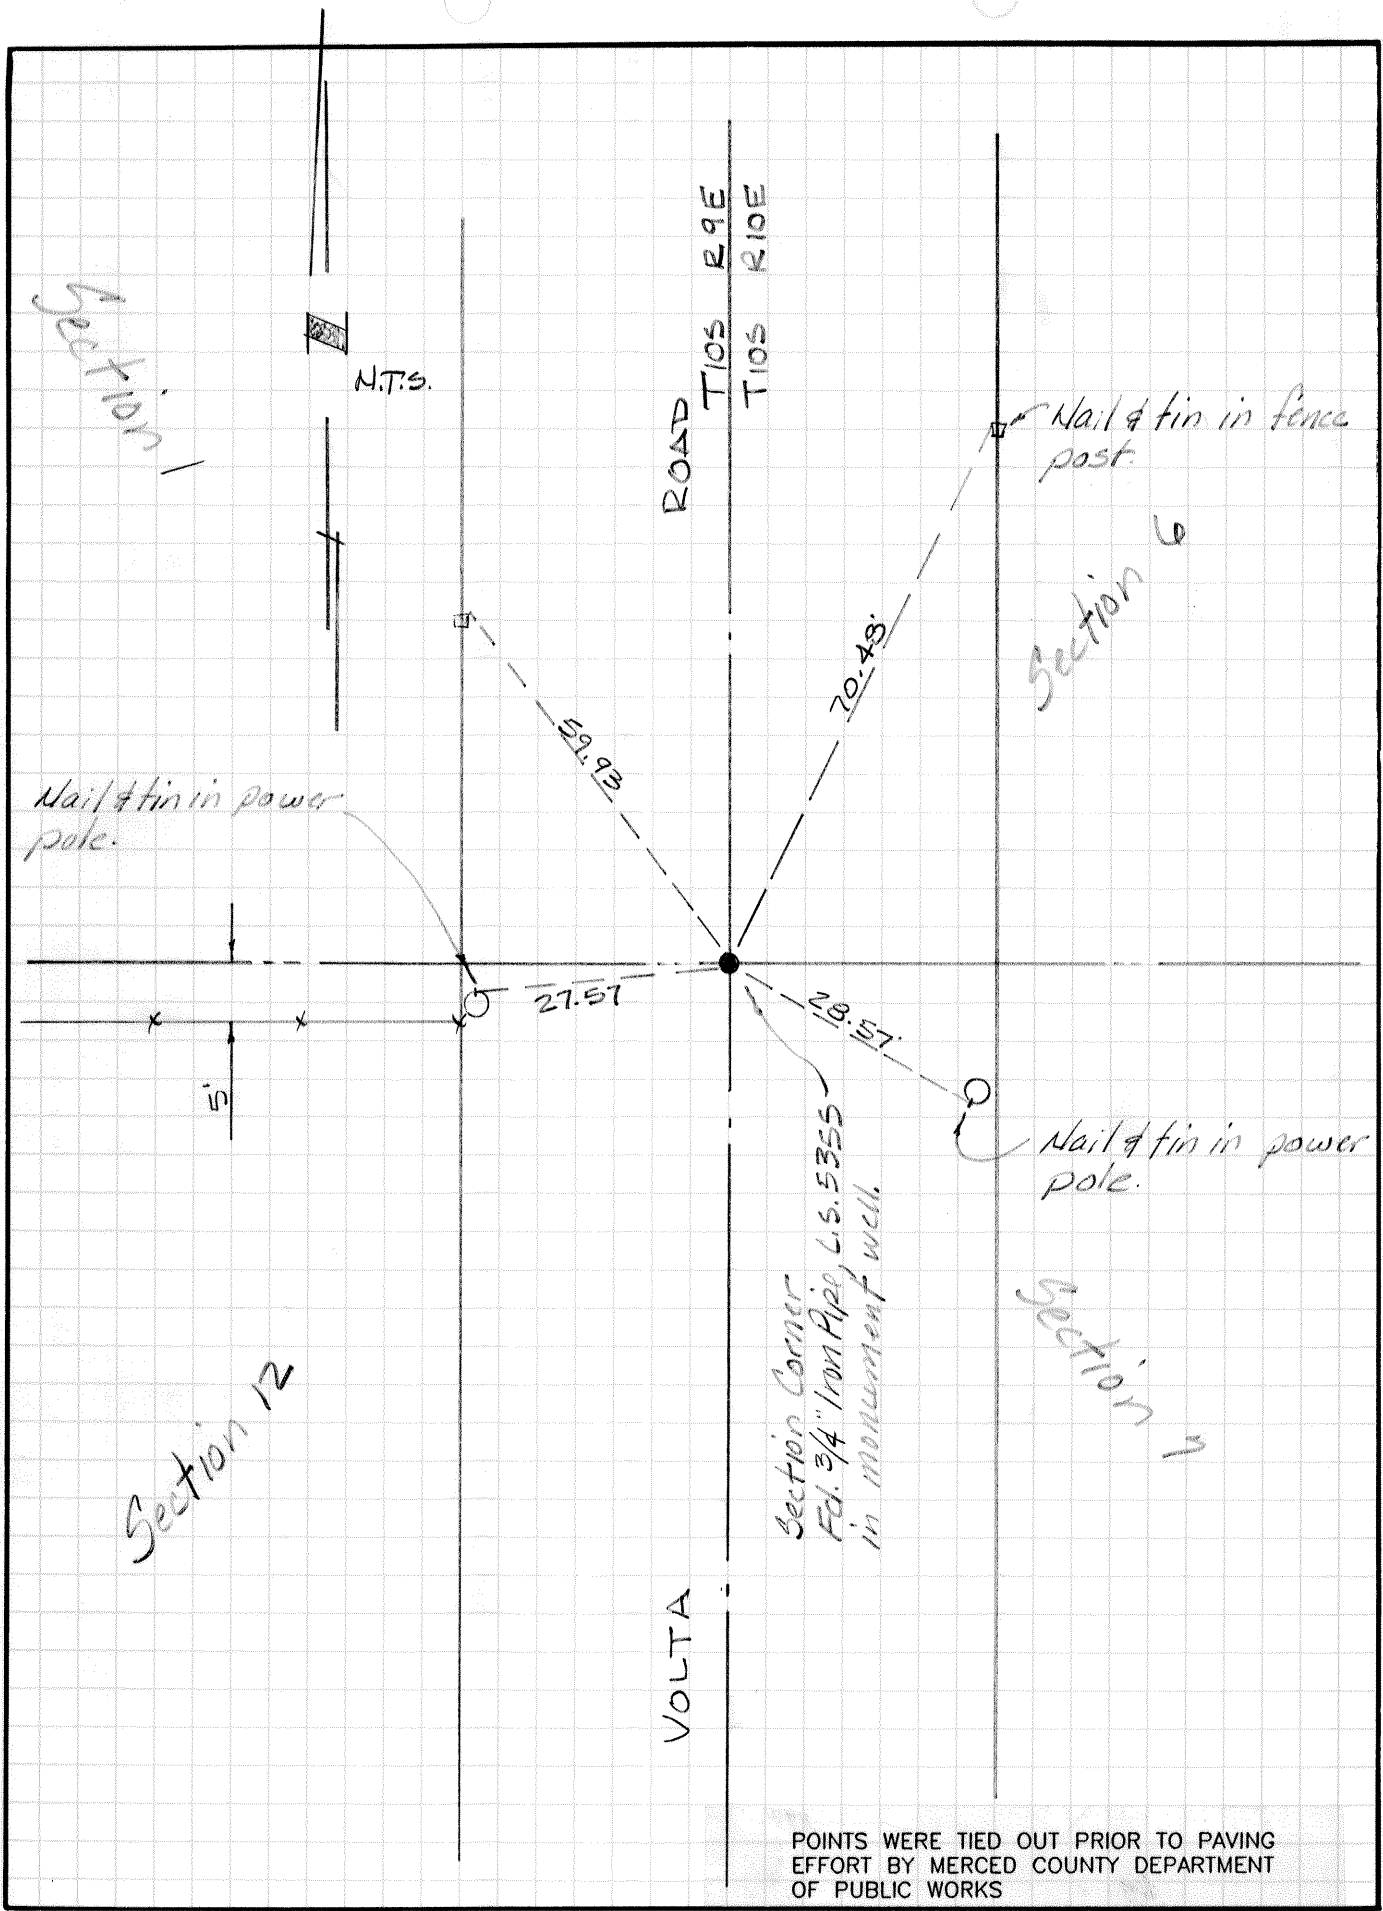 ROAD
T10S R9E
T10S R10E
Section 1
N.T.S.
Nail & tin in fence
post.
Section 6
70.48'
59.93
Nail & tin in power
pole.
27.57
28.57'
5'
Nail & tin in power
pole.
Section Corner
Fd. 3/4" Iron Pipe, L.S. 5355
in monument well.
Section 12
Section 7
VOLTA
POINTS WERE TIED OUT PRIOR TO PAVING
EFFORT BY MERCED COUNTY DEPARTMENT
OF PUBLIC WORKS